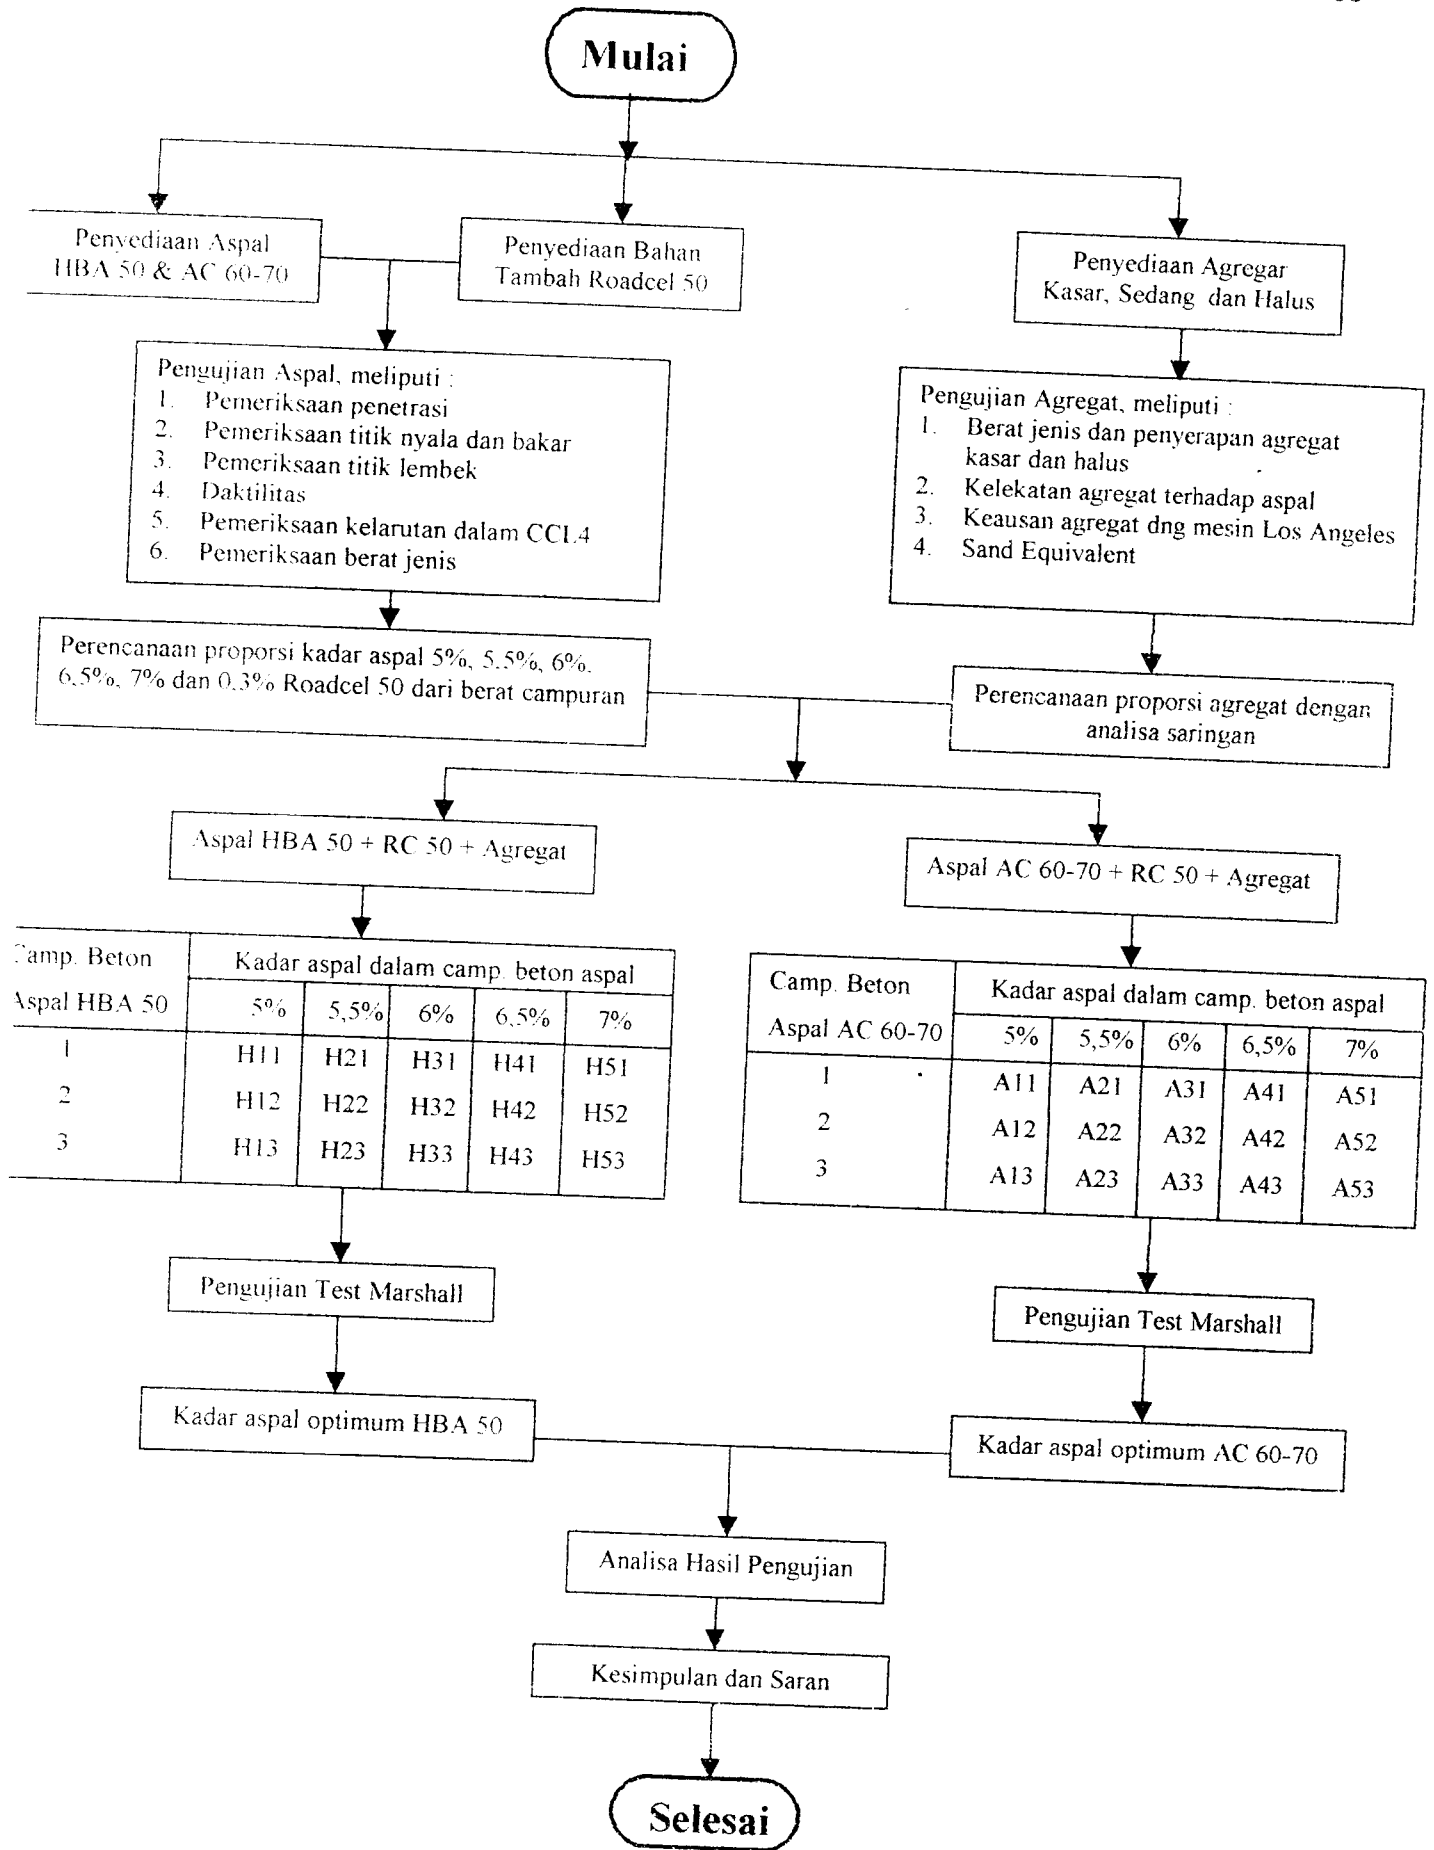 Mulai
Penyediaan Aspal
HBA 50 & AC 60-70
Penyediaan Bahan
Tambah Roadcel 50
Penyediaan Agregar
Kasar, Sedang dan Halus
Pengujian Aspal, meliputi :
1. Pemeriksaan penetrasi
2. Pemeriksaan titik nyala dan bakar
3. Pemeriksaan titik lembek
4. Daktilitas
5. Pemeriksaan kelarutan dalam CCL4
6. Pemeriksaan berat jenis
Pengujian Agregat, meliputi :
1. Berat jenis dan penyerapan agregat
kasar dan halus
2. Kelekatan agregat terhadap aspal
3. Keausan agregat dng mesin Los Angeles
4. Sand Equivalent
Perencanaan proporsi kadar aspal 5%, 5.5%, 6%.
6,5%, 7% dan 0.3% Roadcel 50 dari berat campuran
Perencanaan proporsi agregat dengan
analisa saringan
Aspal HBA 50 + RC 50 + Agregat
Aspal AC 60-70 + RC 50 + Agregat
Camp. Beton Kadar aspal dalam camp. beton aspal
Aspal HBA 50 5% 5,5% 6% 6,5% 7%
1 H11 H21 H31 H41 H51
2 H12 H22 H32 H42 H52
3 H13 H23 H33 H43 H53
Camp. Beton Kadar aspal dalam camp. beton aspal
Aspal AC 60-70 5% 5,5% 6% 6,5% 7%
1 A11 A21 A31 A41 A51
2 A12 A22 A32 A42 A52
3 A13 A23 A33 A43 A53
Pengujian Test Marshall
Pengujian Test Marshall
Kadar aspal optimum HBA 50
Kadar aspal optimum AC 60-70
Analisa Hasil Pengujian
Kesimpulan dan Saran
Selesai